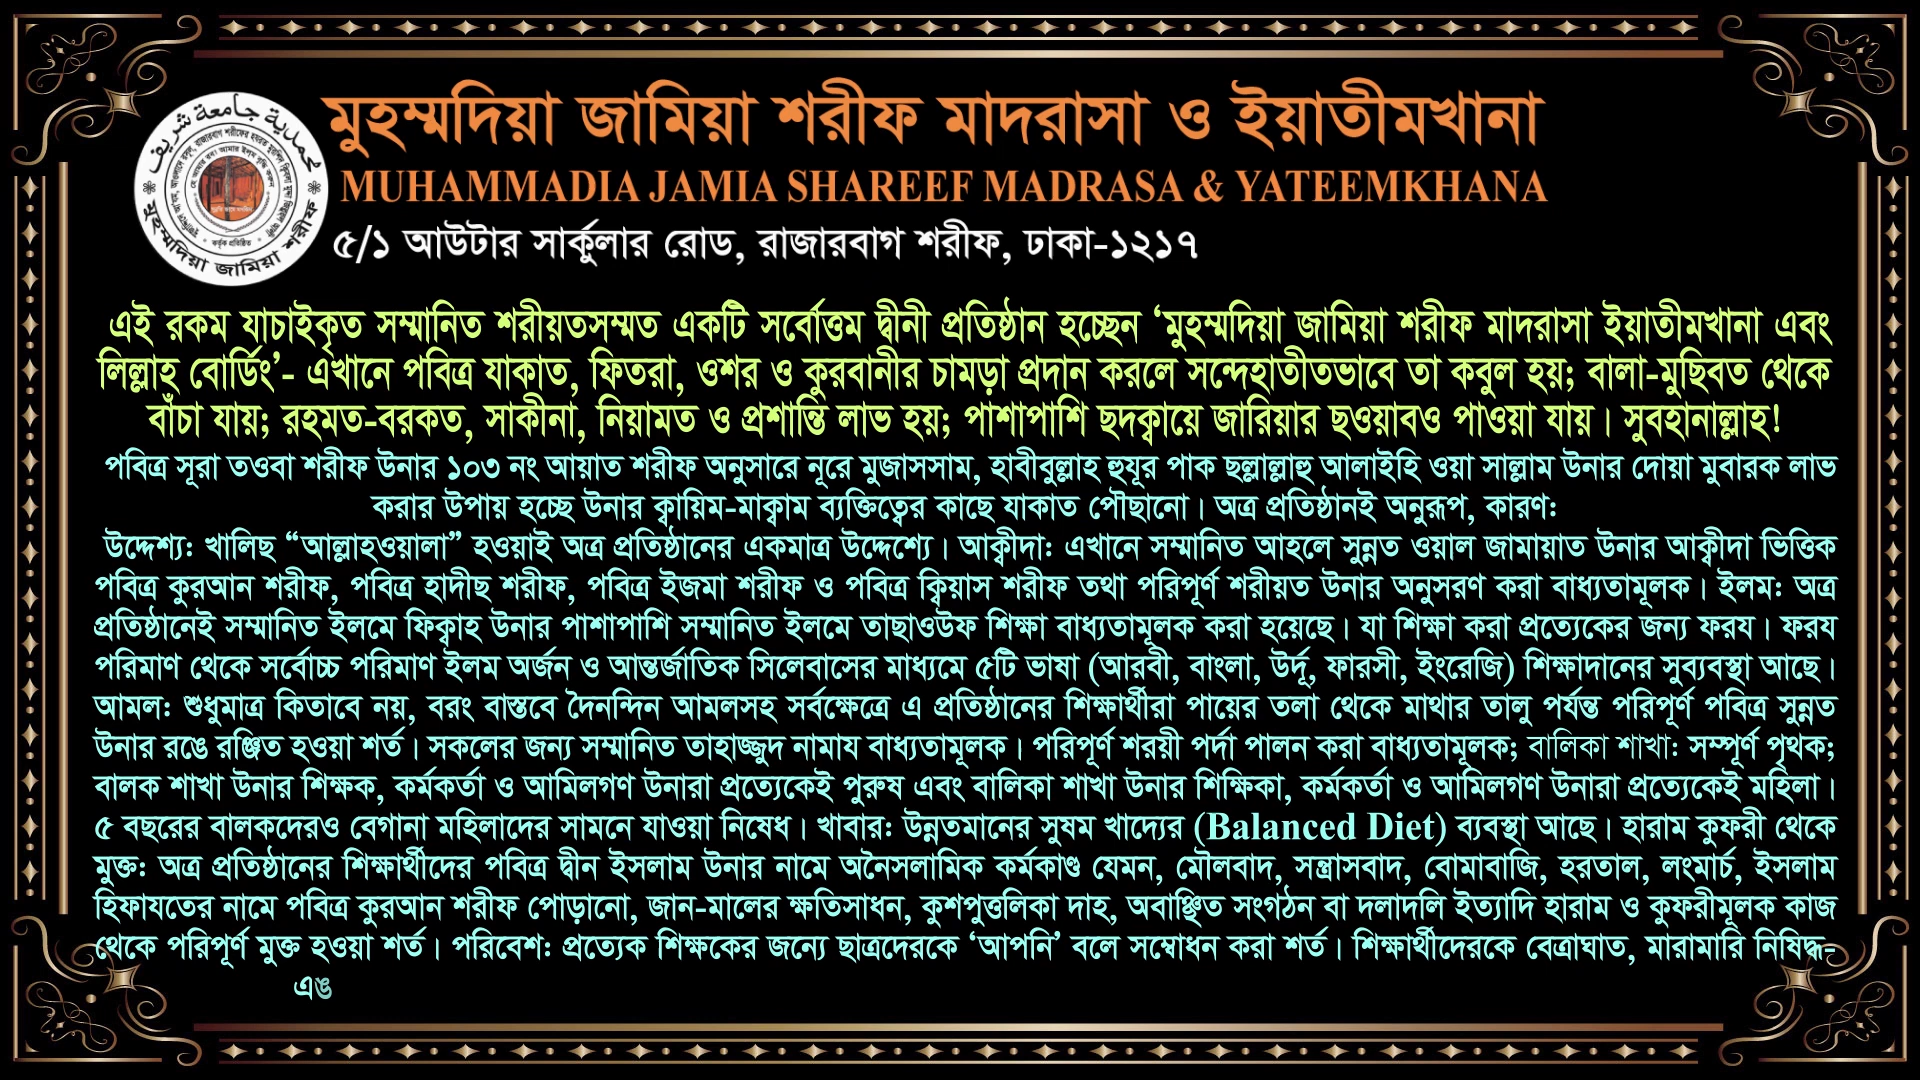 محمدية جامعة شريف
মুহম্মদিয়া জামিয়া শরীফ
মুহম্মদিয়া জামিয়া শরীফ মাদরাসা ও ইয়াতীমখানা
MUHAMMADIA JAMIA SHAREEF MADRASA & YATEEMKHANA
৫/১ আউটার সার্কুলার রোড, রাজারবাগ শরীফ, ঢাকা-১২১৭
এই রকম যাচাইকৃত সম্মানিত শরীয়তসম্মত একটি সর্বোত্তম দ্বীনী প্রতিষ্ঠান হচ্ছেন ‘মুহম্মদিয়া জামিয়া শরীফ মাদরাসা ইয়াতীমখানা এবং
লিল্লাহ বোর্ডিং’- এখানে পবিত্র যাকাত, ফিতরা, ওশর ও কুরবানীর চামড়া প্রদান করলে সন্দেহাতীতভাবে তা কবুল হয়; বালা-মুছিবত থেকে
বাঁচা যায়; রহমত-বরকত, সাকীনা, নিয়ামত ও প্রশান্তি লাভ হয়; পাশাপাশি ছদক্বায়ে জারিয়ার ছওয়াবও পাওয়া যায়। সুবহানাল্লাহ!
পবিত্র সূরা তওবা শরীফ উনার ১০৩ নং আয়াত শরীফ অনুসারে নূরে মুজাসসাম, হাবীবুল্লাহ হুযূর পাক ছল্লাল্লাহু আলাইহি ওয়া সাল্লাম উনার দোয়া মুবারক লাভ
করার উপায় হচ্ছে উনার ক্বায়িম-মাক্বাম ব্যক্তিত্বের কাছে যাকাত পৌছানো। অত্র প্রতিষ্ঠানই অনুরূপ, কারণ:
উদ্দেশ্য: খালিছ “আল্লাহওয়ালা” হওয়াই অত্র প্রতিষ্ঠানের একমাত্র উদ্দেশ্যে। আক্বীদা: এখানে সম্মানিত আহলে সুন্নত ওয়াল জামায়াত উনার আক্বীদা ভিত্তিক
পবিত্র কুরআন শরীফ, পবিত্র হাদীছ শরীফ, পবিত্র ইজমা শরীফ ও পবিত্র ক্বিয়াস শরীফ তথা পরিপূর্ণ শরীয়ত উনার অনুসরণ করা বাধ্যতামূলক। ইলম: অত্র
প্রতিষ্ঠানেই সম্মানিত ইলমে ফিক্বাহ উনার পাশাপাশি সম্মানিত ইলমে তাছাওউফ শিক্ষা বাধ্যতামূলক করা হয়েছে। যা শিক্ষা করা প্রত্যেকের জন্য ফরয। ফরয
পরিমাণ থেকে সর্বোচ্চ পরিমাণ ইলম অর্জন ও আন্তর্জাতিক সিলেবাসের মাধ্যমে ৫টি ভাষা (আরবী, বাংলা, উর্দূ, ফারসী, ইংরেজি) শিক্ষাদানের সুব্যবস্থা আছে।
আমল: শুধুমাত্র কিতাবে নয়, বরং বাস্তবে দৈনন্দিন আমলসহ সর্বক্ষেত্রে এ প্রতিষ্ঠানের শিক্ষার্থীরা পায়ের তলা থেকে মাথার তালু পর্যন্ত পরিপূর্ণ পবিত্র সুন্নত
উনার রঙে রঞ্জিত হওয়া শর্ত। সকলের জন্য সম্মানিত তাহাজ্জুদ নামায বাধ্যতামূলক। পরিপূর্ণ শরয়ী পর্দা পালন করা বাধ্যতামূলক; বালিকা শাখা: সম্পূর্ণ পৃথক;
বালক শাখা উনার শিক্ষক, কর্মকর্তা ও আমিলগণ উনারা প্রত্যেকেই পুরুষ এবং বালিকা শাখা উনার শিক্ষিকা, কর্মকর্তা ও আমিলগণ উনারা প্রত্যেকেই মহিলা।
৫ বছরের বালকদেরও বেগানা মহিলাদের সামনে যাওয়া নিষেধ। খাবার: উন্নতমানের সুষম খাদ্যের (Balanced Diet) ব্যবস্থা আছে। হারাম কুফরী থেকে
মুক্ত: অত্র প্রতিষ্ঠানের শিক্ষার্থীদের পবিত্র দ্বীন ইসলাম উনার নামে অনৈসলামিক কর্মকাণ্ড যেমন, মৌলবাদ, সন্ত্রাসবাদ, বোমাবাজি, হরতাল, লংমার্চ, ইসলাম
হিফাযতের নামে পবিত্র কুরআন শরীফ পোড়ানো, জান-মালের ক্ষতিসাধন, কুশপুত্তলিকা দাহ, অবাঞ্ছিত সংগঠন বা দলাদলি ইত্যাদি হারাম ও কুফরীমূলক কাজ
থেকে পরিপূর্ণ মুক্ত হওয়া শর্ত। পরিবেশ: প্রত্যেক শিক্ষকের জন্যে ছাত্রদেরকে ‘আপনি’ বলে সম্বোধন করা শর্ত। শিক্ষার্থীদেরকে বেত্রাঘাত, মারামারি নিষিদ্ধ-
এঙ